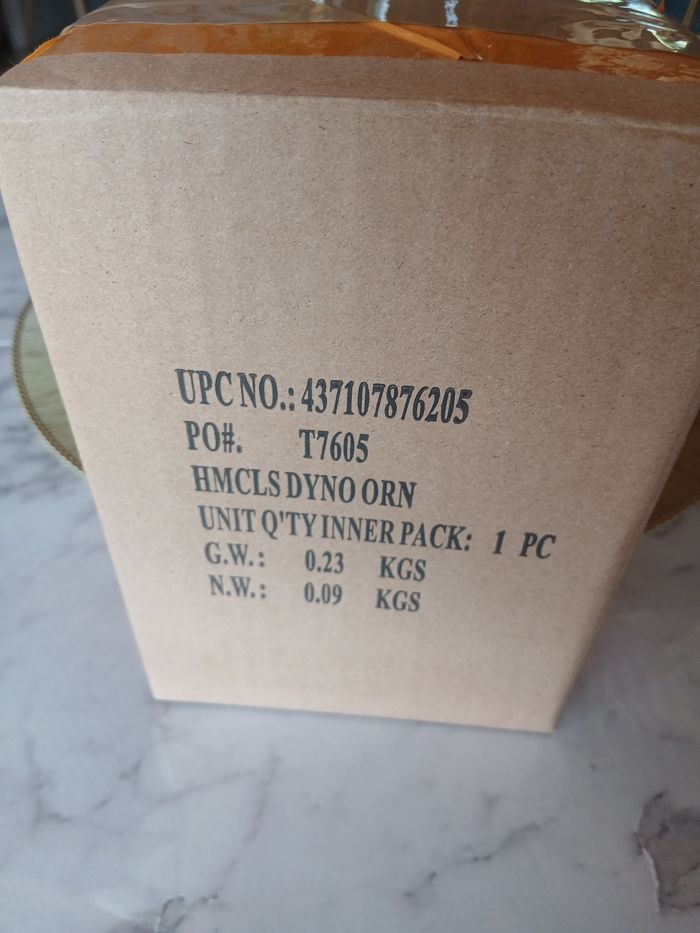 UPC NO.: 437107876205
PO#. T7605
HMCLS DYNO ORN
UNIT Q'TY INNER PACK: 1 PC
G.W.: 0.23 KGS
N.W.: 0.09 KGS